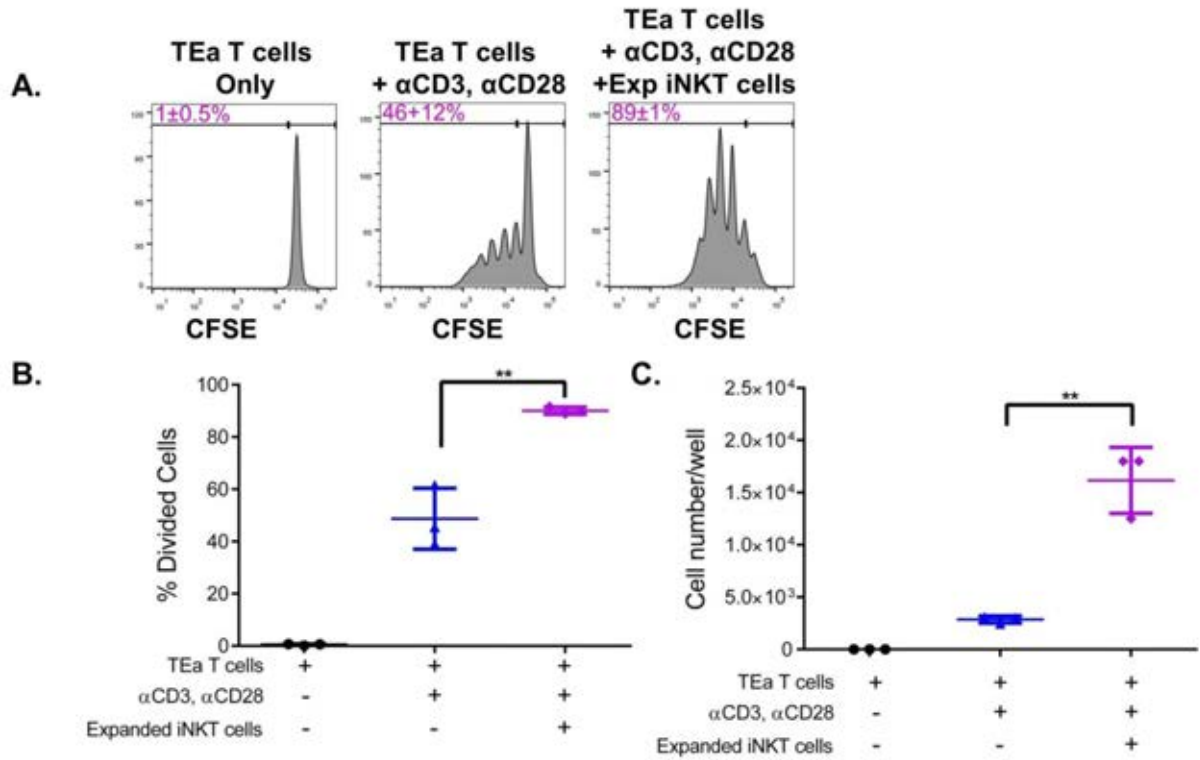 A.
TEa T cells
Only
TEa T cells
+ αCD3, αCD28
TEa T cells
+ αCD3, αCD28
+Exp iNKT cells
1±0.5%
46+12%
89±1%
CFSE
CFSE
CFSE
B.
% Divided Cells
100
80
60
40
20
0
**
TEa T cells + + +
αCD3, αCD28 - + +
Expanded iNKT cells - - +
C.
Cell number/well
2.5×10⁴
2.0×10⁴
1.5×10⁴
1.0×10⁴
5.0×10³
0
**
TEa T cells + + +
αCD3, αCD28 - + +
Expanded iNKT cells - - +